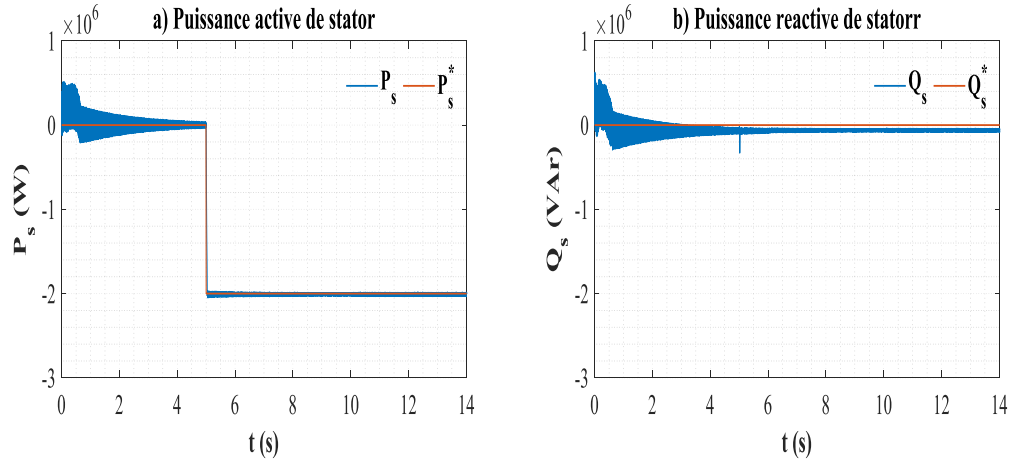 a) Puissance active de stator
×10^6
P_s P_s^*
1
0
-1
-2
-3
P_s (W)
0 2 4 6 8 10 12 14
t (s)
b) Puissance reactive de statorr
×10^6
Q_s Q_s^*
1
0
-1
-2
-3
Q_s (VAr)
0 2 4 6 8 10 12 14
t (s)